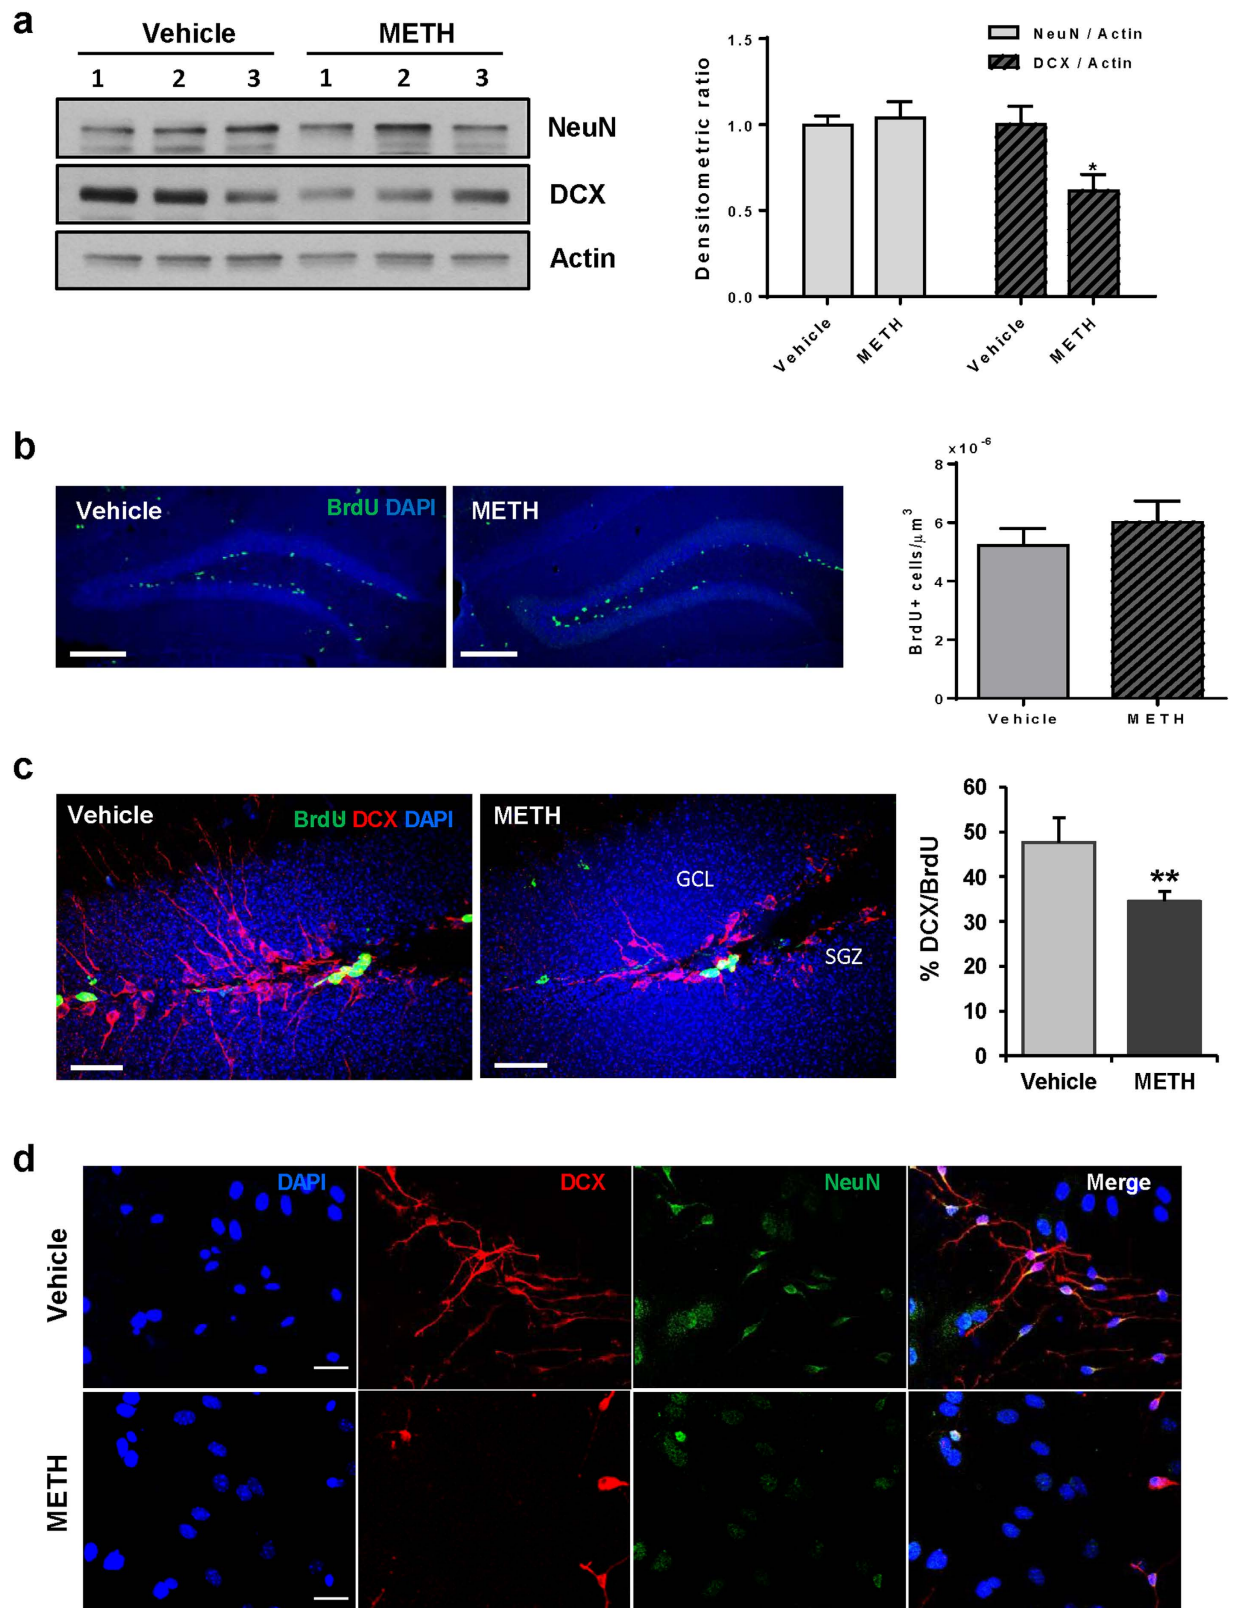 a
Vehicle METH
1 2 3 1 2 3
NeuN
DCX
Actin
NeuN / Actin
DCX / Actin
Densitometric ratio
1.5
1.0
0.5
0.0
*
Vehicle METH Vehicle METH
b
Vehicle BrdU DAPI
METH
×10-6
BrdU+ cells/μm3
8
6
4
2
0
Vehicle METH
c
Vehicle BrdU DCX DAPI
METH
GCL
SGZ
% DCX/BrdU
60
50
40
30
20
10
0
**
Vehicle METH
d
DAPI DCX NeuN Merge
Vehicle
METH